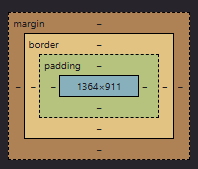 margin –
border –
padding –
– – – 1364×911 – – –
–
–
–